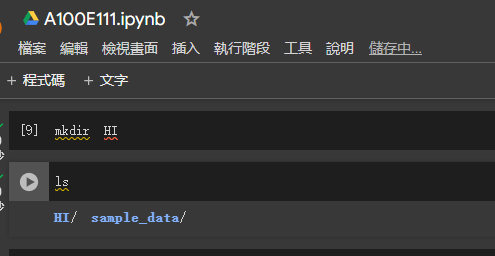 A100E111.ipynb
檔案 編輯 檢視畫面 插入 執行階段 工具 說明 儲存中...
+ 程式碼 + 文字
[9] mkdir HI
ls
HI/ sample_data/